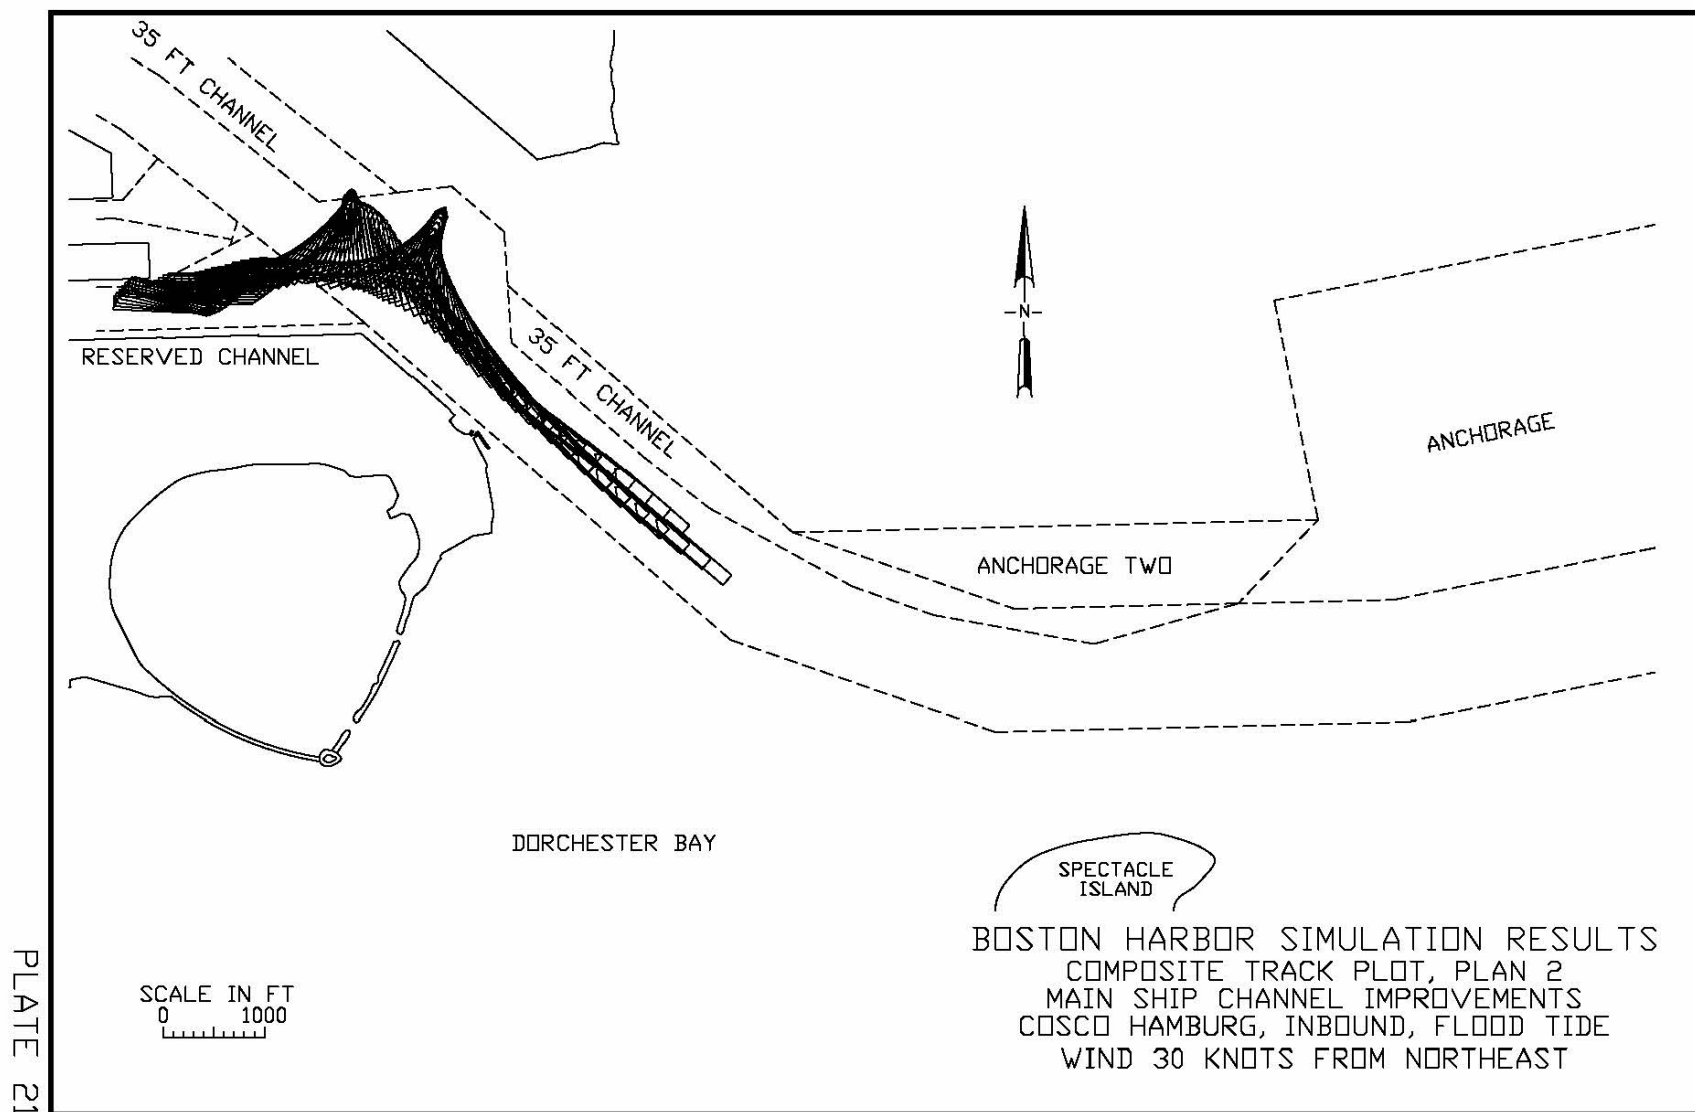 35 FT CHANNEL
-N-
35 FT CHANNEL
RESERVED CHANNEL
ANCHORAGE
ANCHORAGE TWO
DORCHESTER BAY
SPECTACLE
ISLAND
BOSTON HARBOR SIMULATION RESULTS
COMPOSITE TRACK PLOT, PLAN 2
MAIN SHIP CHANNEL IMPROVEMENTS
COSCO HAMBURG, INBOUND, FLOOD TIDE
WIND 30 KNOTS FROM NORTHEAST
SCALE IN FT
0 1000
PLATE 21